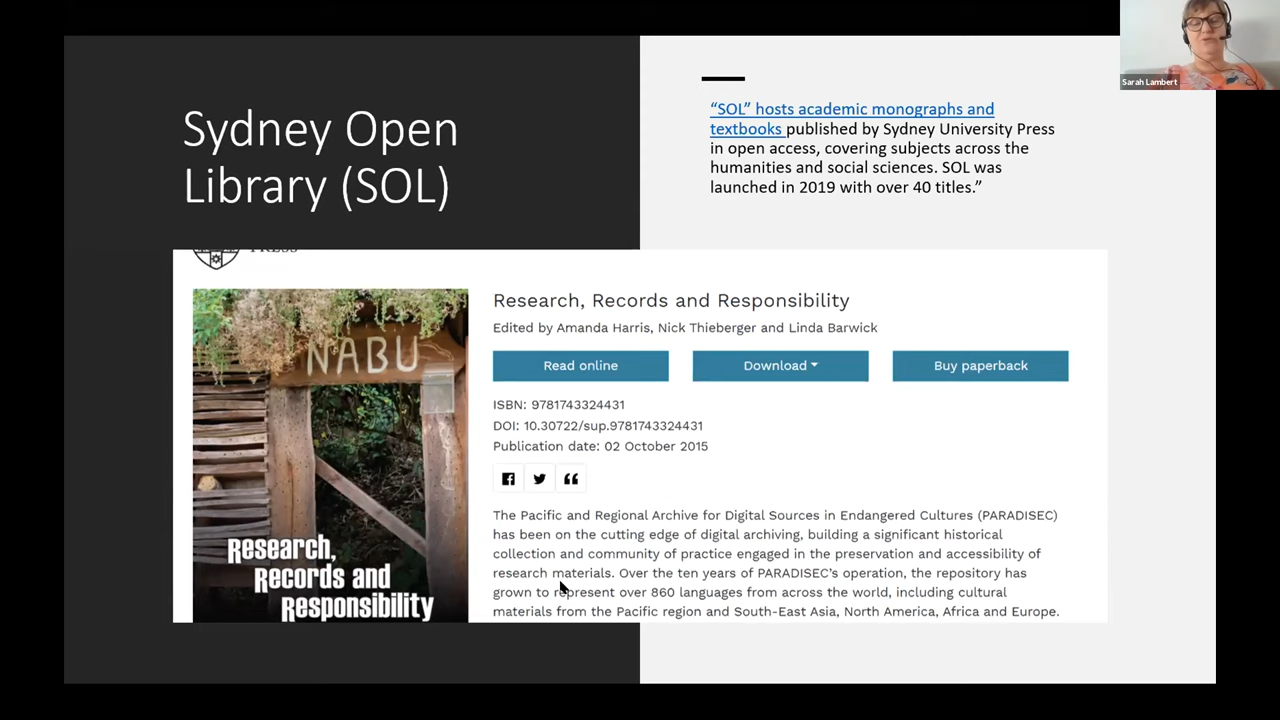 Sarah Lambert
Sydney Open
Library (SOL)
“SOL” hosts academic monographs and
textbooks published by Sydney University Press
in open access, covering subjects across the
humanities and social sciences. SOL was
launched in 2019 with over 40 titles.”
NABU
Research,
Records and
Responsibility
Research, Records and Responsibility
Edited by Amanda Harris, Nick Thieberger and Linda Barwick
Read online
Download
Buy paperback
ISBN: 9781743324431
DOI: 10.30722/sup.9781743324431
Publication date: 02 October 2015
The Pacific and Regional Archive for Digital Sources in Endangered Cultures (PARADISEC)
has been on the cutting edge of digital archiving, building a significant historical
collection and community of practice engaged in the preservation and accessibility of
research materials. Over the ten years of PARADISEC’s operation, the repository has
grown to represent over 860 languages from across the world, including cultural
materials from the Pacific region and South-East Asia, North America, Africa and Europe.